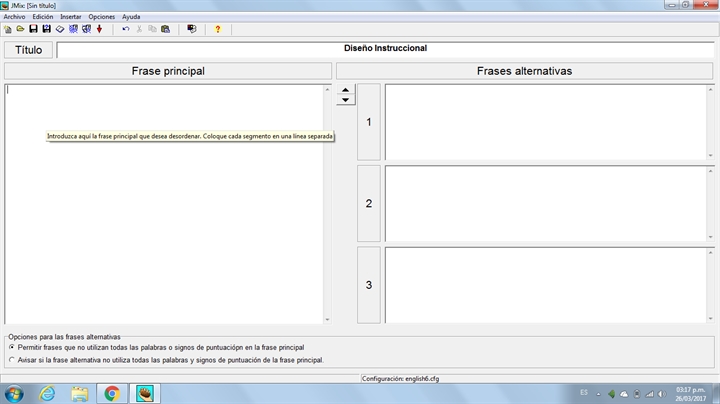 JMix: [Sin título]
Archivo Edición Insertar Opciones Ayuda
Título
Diseño Instruccional
Frase principal
Frases alternativas
Introduzca aquí la frase principal que desea desordenar. Coloque cada segmento en una línea separada
1
2
3
Opciones para las frases alternativas
Permitir frases que no utilizan todas las palabras o signos de puntuaciópn en la frase principal
Avisar si la frase alternativa no utiliza todas las palabras y signos de puntuación de la frase principal.
Configuración: english6.cfg
ES
03:17 p.m.
26/03/2017